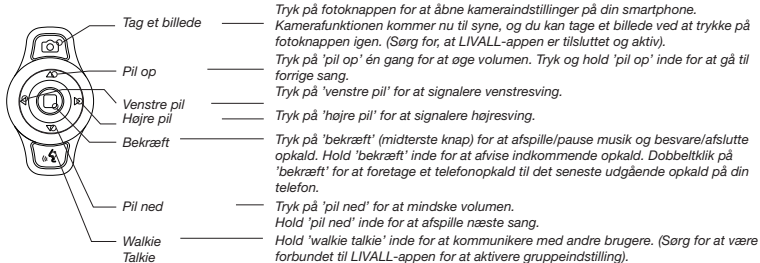 Tag et billede
Tryk på fotoknappen for at åbne kameraindstillinger på din smartphone.
Kamerafunktionen kommer nu til syne, og du kan tage et billede ved at trykke på
fotoknappen igen. (Sørg for, at LIVALL-appen er tilsluttet og aktiv).
Pil op
Tryk på 'pil op' én gang for at øge volumen. Tryk og hold 'pil op' inde for at gå til
forrige sang.
Venstre pil
Tryk på 'venstre pil' for at signalere venstresving.
Højre pil
Tryk på 'højre pil' for at signalere højresving.
Bekræft
Tryk på 'bekræft' (midterste knap) for at afspille/pause musik og besvare/afslutte
opkald. Hold 'bekræft' inde for at afvise indkommende opkald. Dobbeltklik på
'bekræft' for at foretage et telefonopkald til det seneste udgående opkald på din
telefon.
Pil ned
Tryk på 'pil ned' for at mindske volumen.
Hold 'pil ned' inde for at afspille næste sang.
Walkie
Talkie
Hold 'walkie talkie' inde for at kommunikere med andre brugere. (Sørg for at være
forbundet til LIVALL-appen for at aktivere gruppeindstilling).